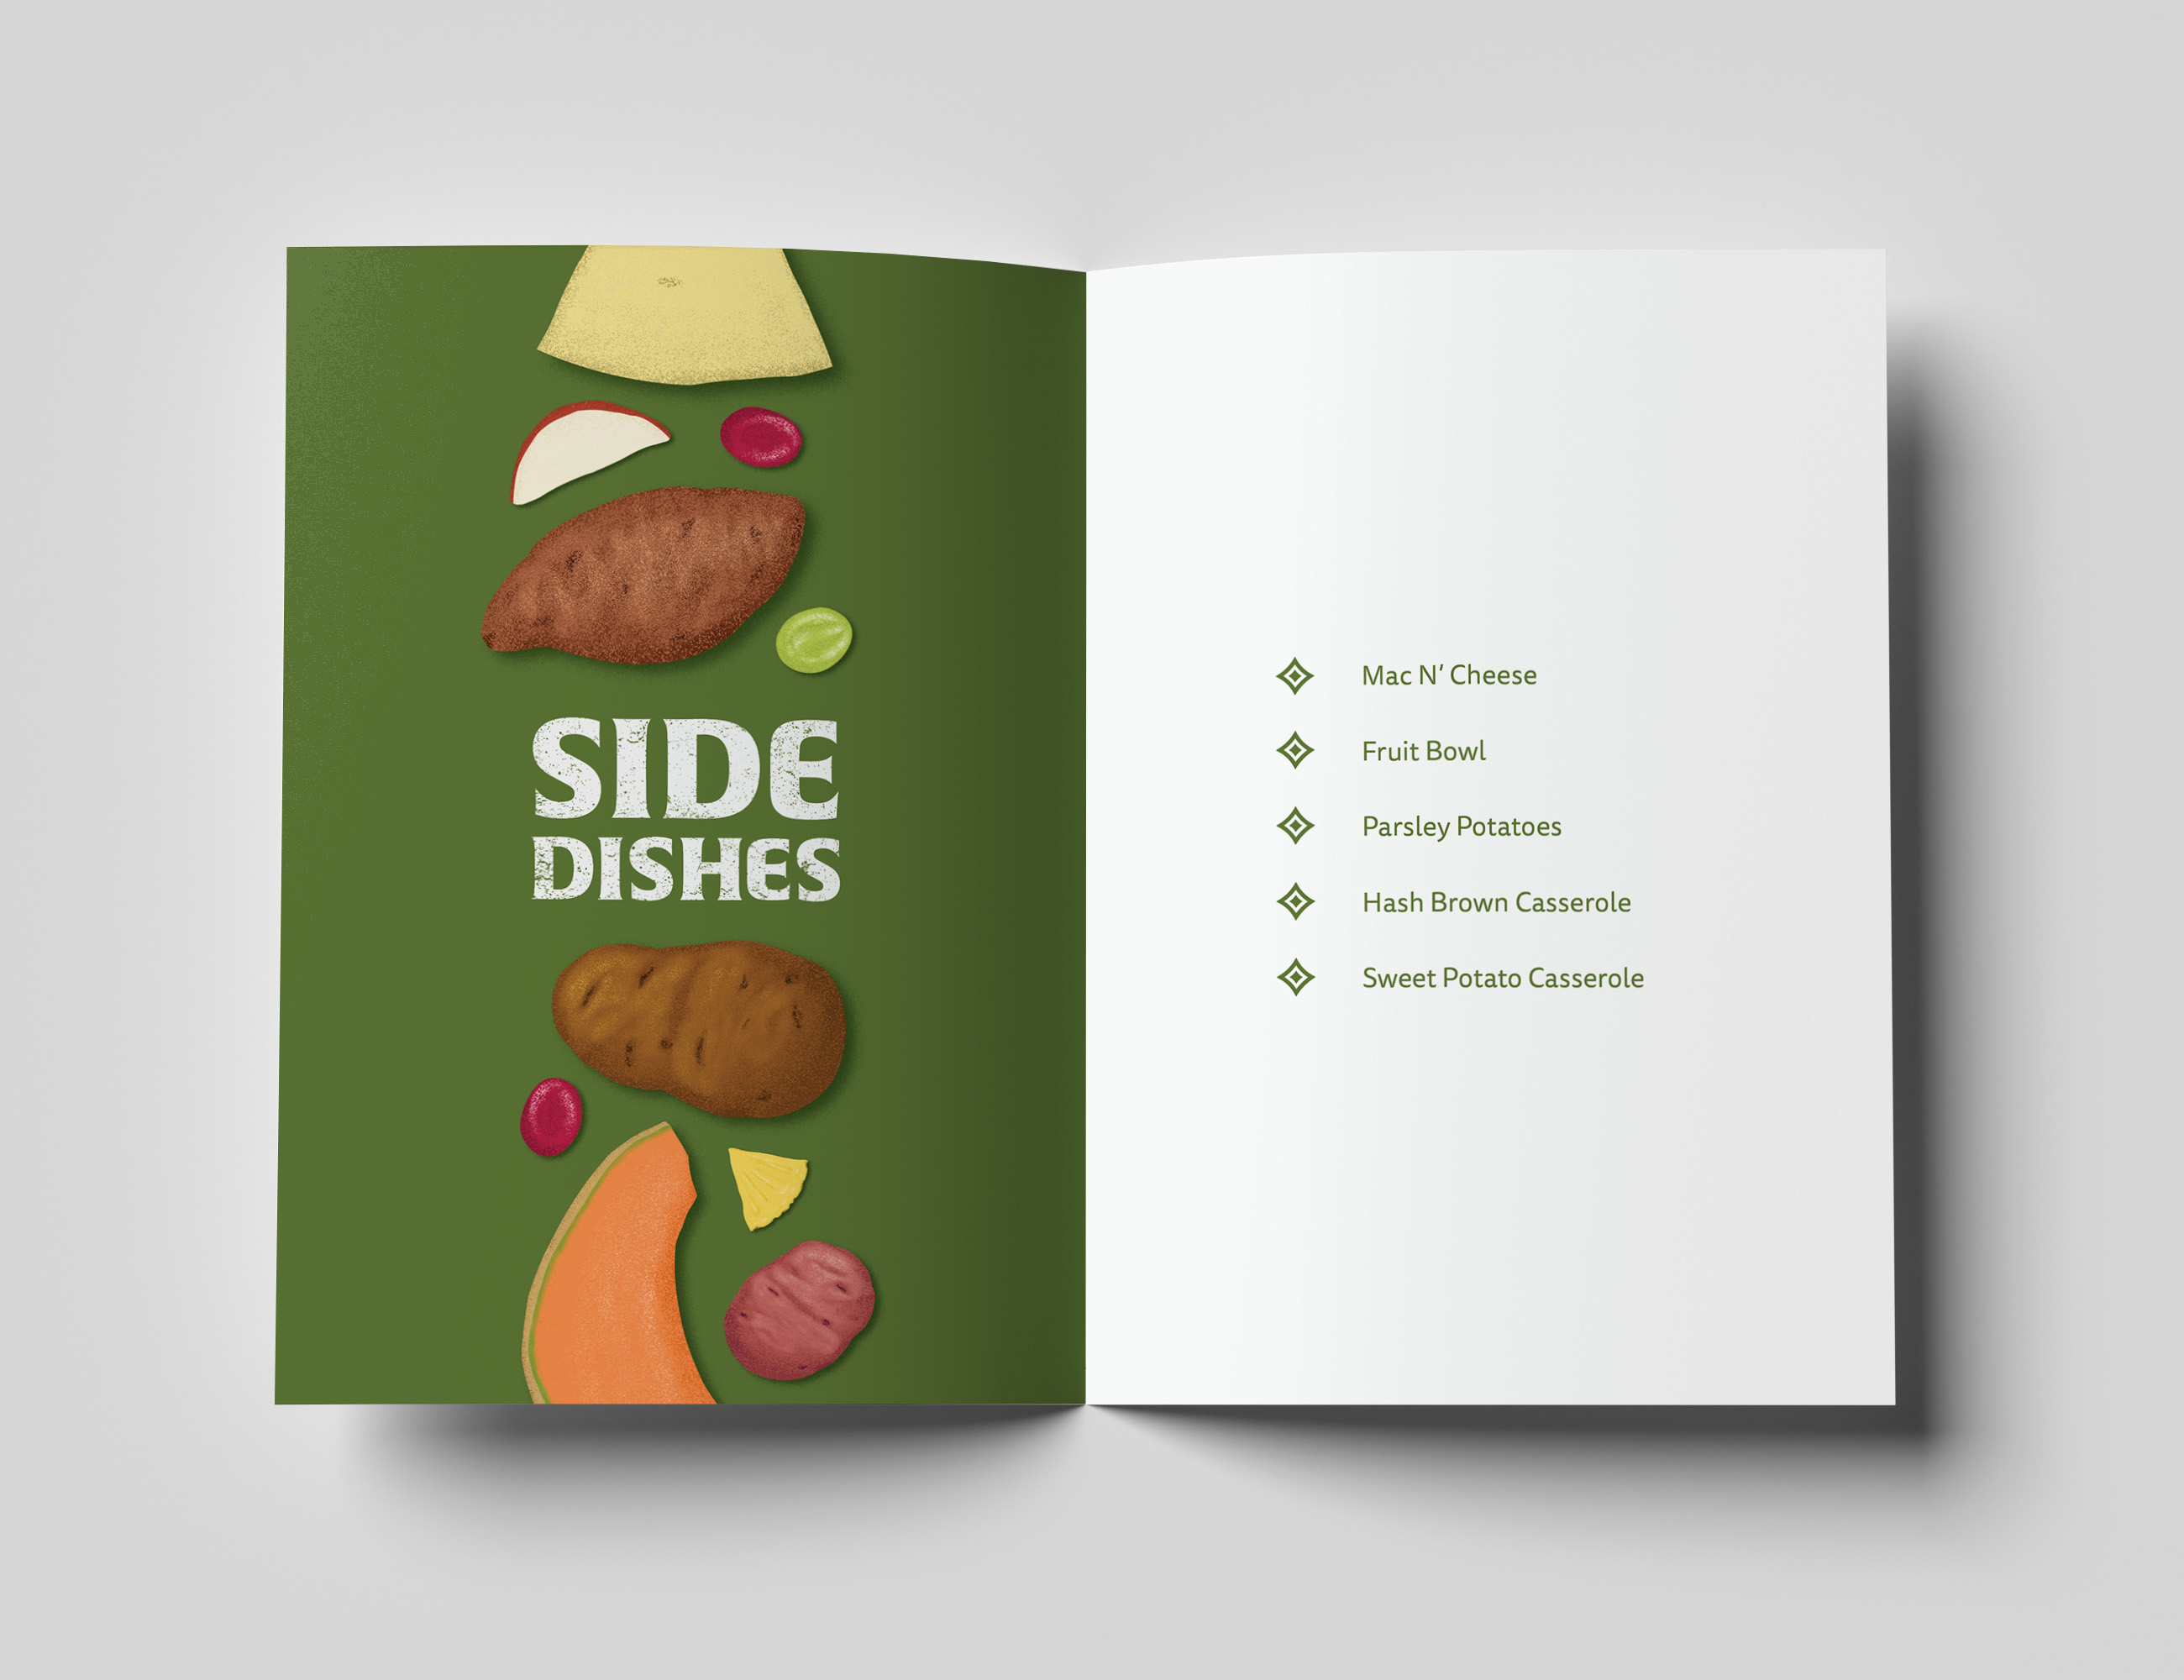 SIDE
DISHES
Mac N’ Cheese
Fruit Bowl
Parsley Potatoes
Hash Brown Casserole
Sweet Potato Casserole